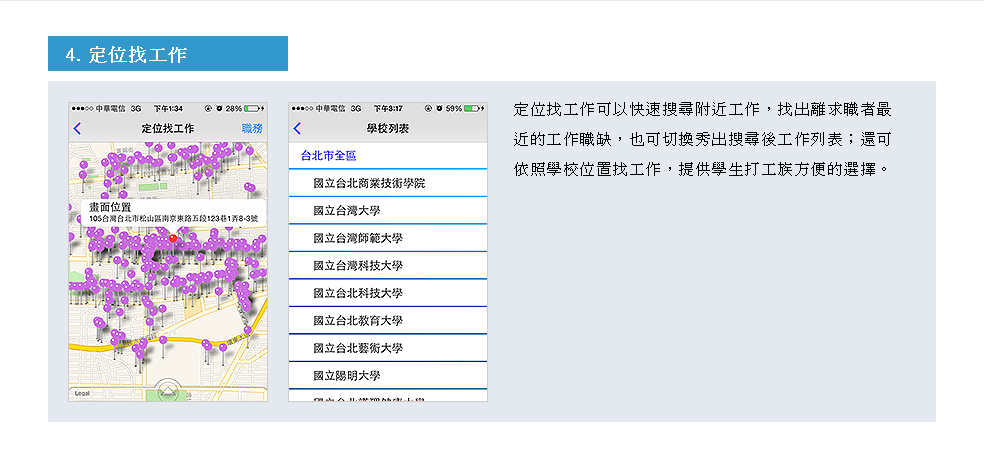 4. 定位找工作
中華電信 3G 下午1:34 28%
定位找工作 職務
畫面位置
105台灣台北市松山區南京東路五段123巷1弄8-3號
Legal
中華電信 3G 下午3:17 59%
學校列表
台北市全區
國立台北商業技術學院
國立台灣大學
國立台灣師範大學
國立台灣科技大學
國立台北科技大學
國立台北教育大學
國立台北藝術大學
國立陽明大學
定位找工作可以快速搜尋附近工作，找出離求職者最
近的工作職缺，也可切換秀出搜尋後工作列表；還可
依照學校位置找工作，提供學生打工族方便的選擇。